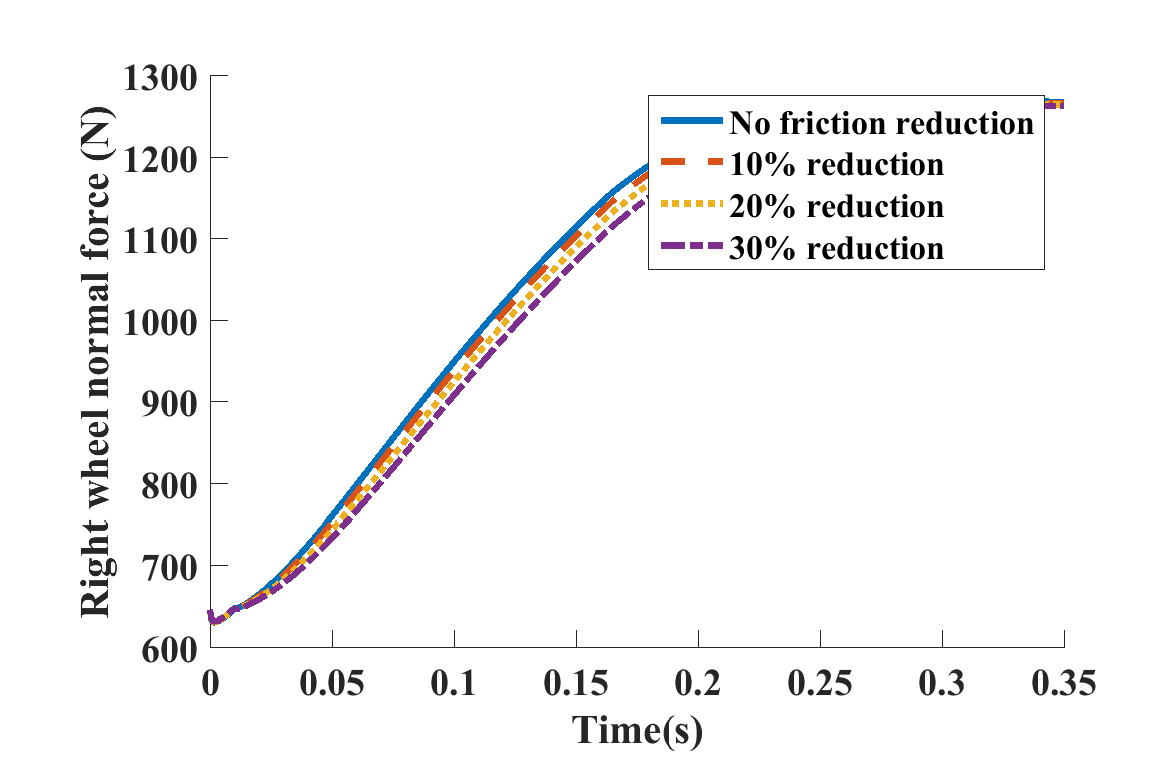 Right wheel normal force (N)
1300
1200
1100
1000
900
800
700
600
No friction reduction
10% reduction
20% reduction
30% reduction
0 0.05 0.1 0.15 0.2 0.25 0.3 0.35
Time(s)